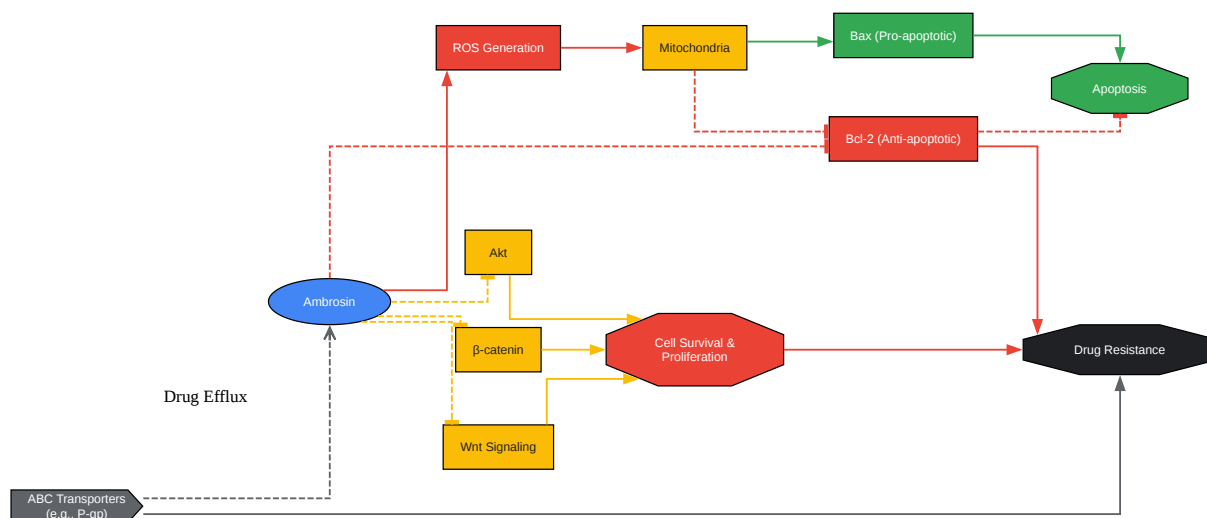 ROS Generation
Mitochondria
Bax (Pro-apoptotic)
Apoptosis
Bcl-2 (Anti-apoptotic)
Akt
Ambrosin
β-catenin
Cell Survival &
Proliferation
Drug Resistance
Drug Efflux
Wnt Signaling
ABC Transporters
(e.g., P-gp)